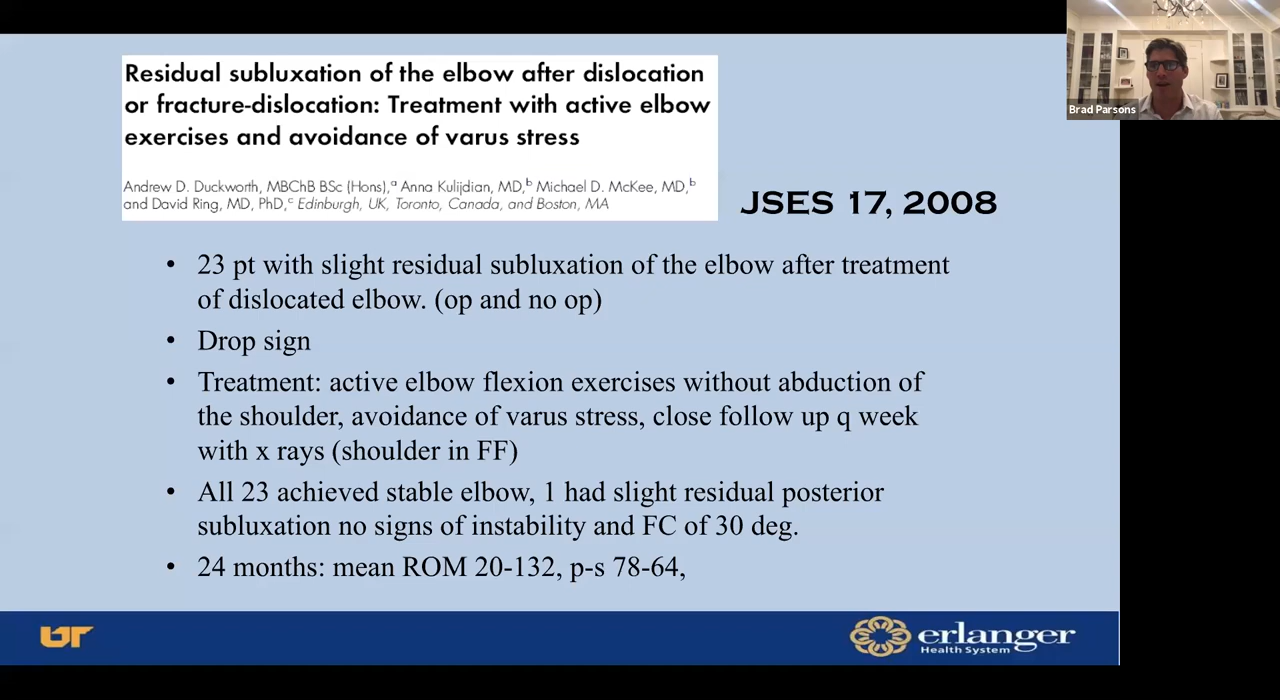 Residual subluxation of the elbow after dislocation
or fracture-dislocation: Treatment with active elbow
exercises and avoidance of varus stress
Andrew D. Duckworth, MBChB BSc (Hons),ᵃ Anna Kulijdian, MD,ᵇ Michael D. McKee, MD,ᵇ
and David Ring, MD, PhD,ᶜ Edinburgh, UK, Toronto, Canada, and Boston, MA
JSES 17, 2008
• 23 pt with slight residual subluxation of the elbow after treatment
of dislocated elbow. (op and no op)
• Drop sign
• Treatment: active elbow flexion exercises without abduction of
the shoulder, avoidance of varus stress, close follow up q week
with x rays (shoulder in FF)
• All 23 achieved stable elbow, 1 had slight residual posterior
subluxation no signs of instability and FC of 30 deg.
• 24 months: mean ROM 20-132, p-s 78-64,
UT
erlanger
Health System
Brad Parsons